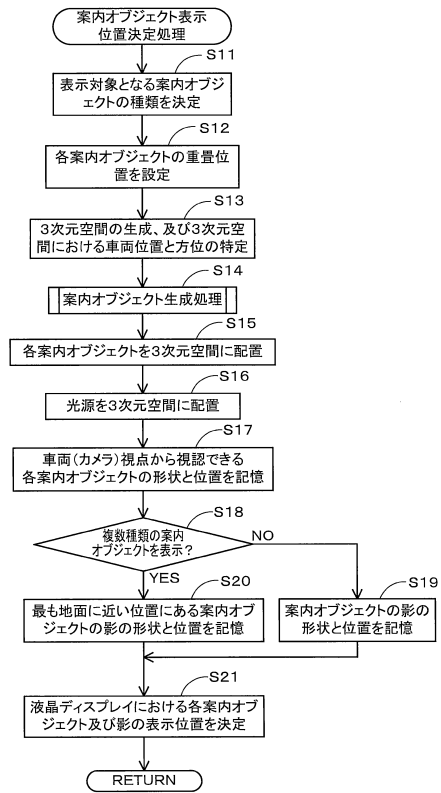 案内オブジェクト表示
位置決定処理
S11
表示対象となる案内オブジ
ェクトの種類を決定
S12
各案内オブジェクトの重畳位
置を設定
S13
3次元空間の生成、及び3次元空
間における車両位置と方位の特定
S14
案内オブジェクト生成処理
S15
各案内オブジェクトを3次元空間に配置
S16
光源を3次元空間に配置
S17
車両(カメラ)視点から視認できる
各案内オブジェクトの形状と位置を記憶
S18
複数種類の案内
オブジェクトを表示?
NO
YES
S20
最も地面に近い位置にある案内オブ
ジェクトの影の形状と位置を記憶
S19
案内オブジェクトの影の
形状と位置を記憶
S21
液晶ディスプレイにおける各案内オブ
ジェクト及び影の表示位置を決定
RETURN